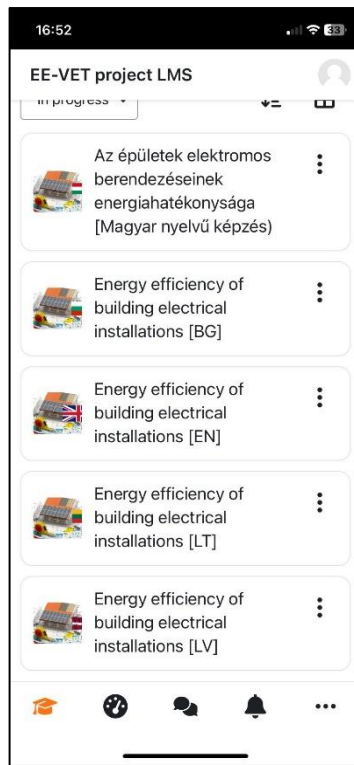 16:52
33
EE-VET project LMS
In progress
Az épületek elektromos
berendezéseinek
energiahatékonysága
[Magyar nyelvű képzés)
Energy efficiency of
building electrical
installations [BG]
Energy efficiency of
building electrical
installations [EN]
Energy efficiency of
building electrical
installations [LT]
Energy efficiency of
building electrical
installations [LV]